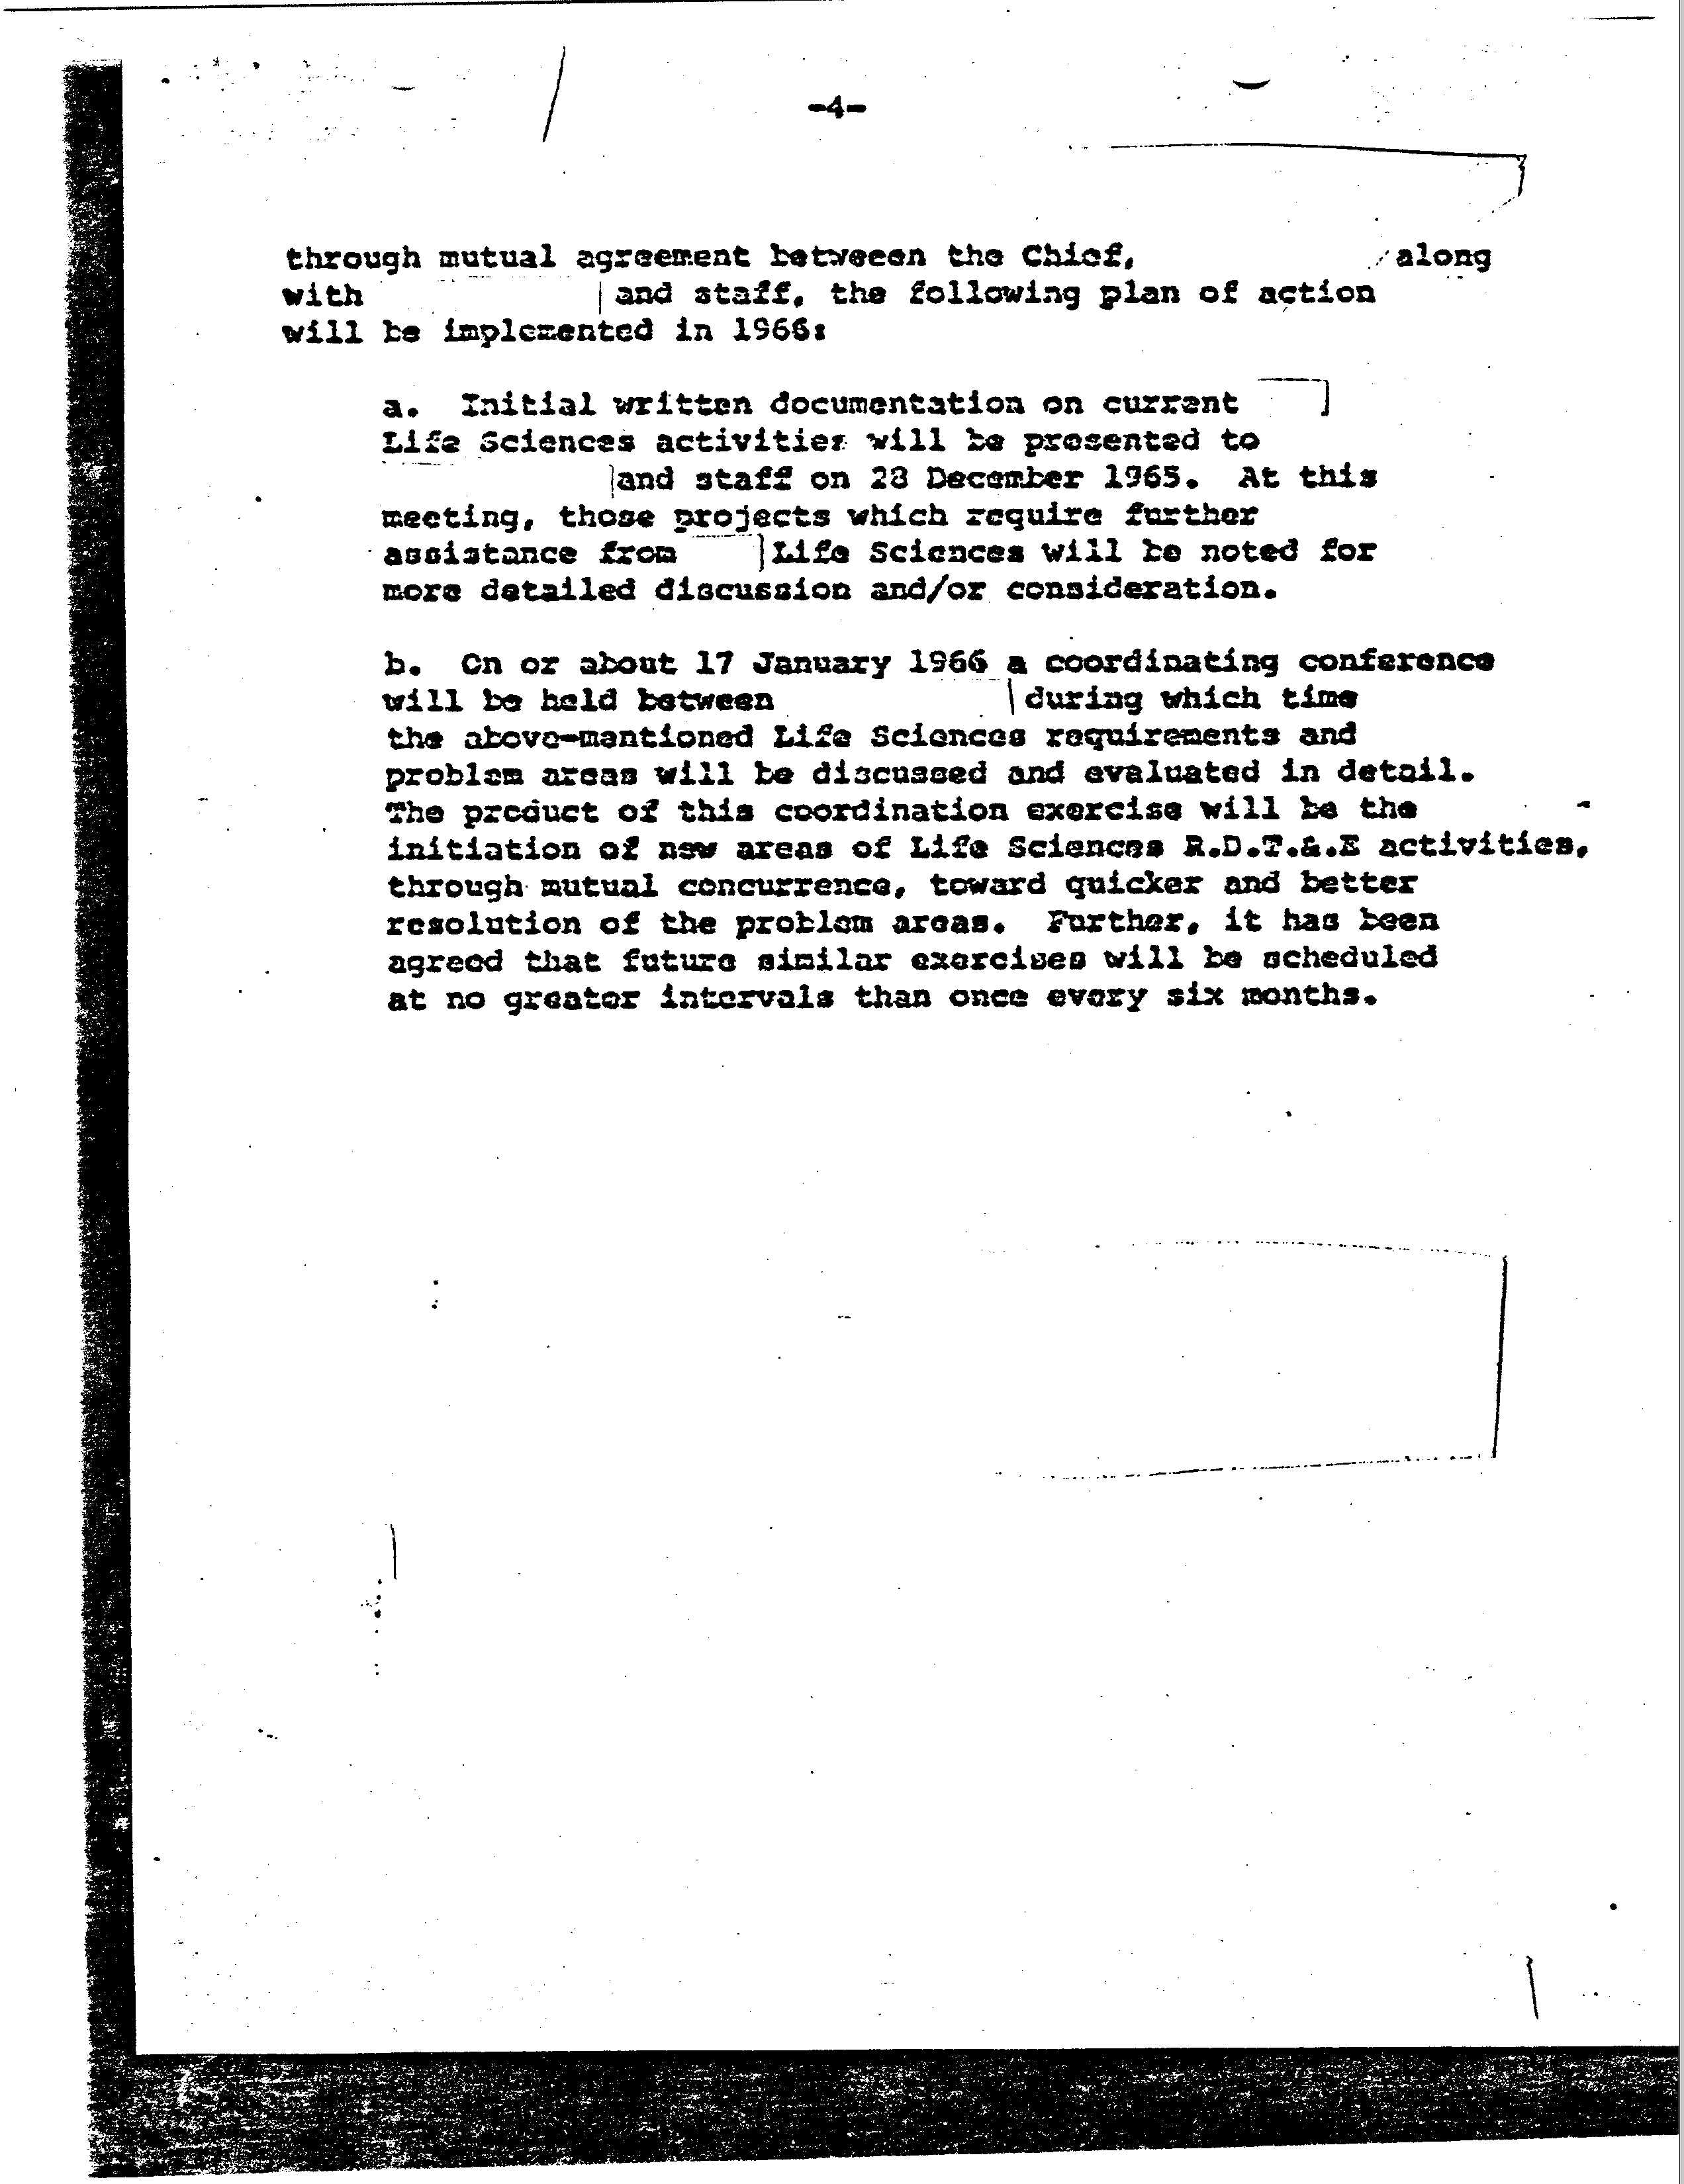 -4-
through mutual agreement betweeen the Chief, along
with and staff, the following plan of action
will be implemented in 1966:
a. Initial written documentation on current
Life Sciences activities will be presented to
and staff on 28 December 1965. At this
meeting, those projects which require further
assistance from Life Sciences will be noted for
more detailed discussion and/or consideration.
b. On or about 17 January 1966 a coordinating conference
will be held between during which time
the above-mentioned Life Sciences requirements and
problem areas will be discussed and evaluated in detail.
The product of this coordination exercise will be the
initiation of new areas of Life Sciences R.D.T.&.E activities,
through mutual concurrence, toward quicker and better
resolution of the problem areas. Further, it has been
agreed that future similar exercises will be scheduled
at no greater intervals than once every six months.